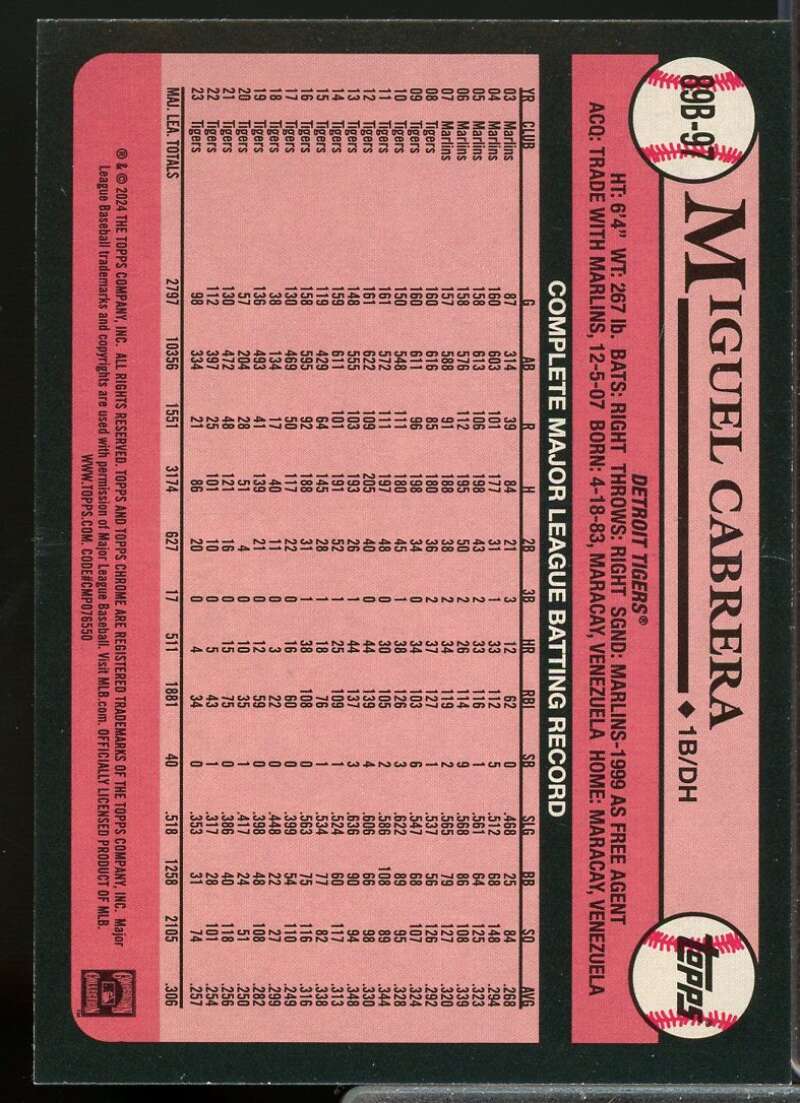 89B-97
MIGUEL CABRERA ♦ 1B/DH
topps
DETROIT TIGERS®
HT: 6'4" WT: 267 lb. BATS: RIGHT THROWS: RIGHT SGND: MARLINS-1999 AS FREE AGENT
ACQ: TRADE WITH MARLINS, 12-5-07 BORN: 4-18-83, MARACAY, VENEZUELA HOME: MARACAY, VENEZUELA
COMPLETE MAJOR LEAGUE BATTING RECORD
YR CLUB G AB R H 2B 3B HR RBI SB SLG BB SO AVG
03 Marlins 87 314 39 84 21 3 12 62 0 .468 25 84 .268
04 Marlins 160 603 101 177 31 1 33 112 5 .512 68 148 .294
05 Marlins 158 613 106 198 43 2 33 116 1 .561 64 125 .323
06 Marlins 158 576 112 195 50 2 26 114 9 .568 86 108 .339
07 Marlins 157 588 91 188 38 2 34 119 2 .565 79 127 .320
08 Tigers 160 616 85 180 36 2 37 127 1 .537 56 126 .292
09 Tigers 160 611 96 198 34 0 34 103 6 .547 68 107 .324
10 Tigers 150 548 111 180 45 1 38 126 3 .622 89 95 .328
11 Tigers 161 572 111 197 48 0 30 105 2 .586 108 89 .344
12 Tigers 161 622 109 205 40 0 44 139 4 .606 66 98 .330
13 Tigers 148 555 103 193 26 1 44 137 3 .636 90 94 .348
14 Tigers 159 611 101 191 52 1 25 109 1 .524 60 117 .313
15 Tigers 119 429 64 145 28 1 18 76 1 .534 77 82 .338
16 Tigers 158 595 92 188 31 1 38 108 0 .563 75 116 .316
17 Tigers 130 469 50 117 22 0 16 60 0 .399 54 110 .249
18 Tigers 38 134 17 40 11 0 3 22 0 .448 22 27 .299
19 Tigers 136 493 41 139 21 0 12 59 0 .398 48 108 .282
20 Tigers 57 204 28 51 4 0 10 35 1 .417 24 51 .250
21 Tigers 130 472 48 121 16 0 15 75 0 .386 40 118 .256
22 Tigers 112 397 25 101 10 0 5 43 1 .317 28 101 .254
23 Tigers 98 334 21 86 20 0 4 34 0 .353 31 74 .257
MAJ. LEA. TOTALS 2797 10356 1551 3174 627 17 511 1881 40 .518 1258 2105 .306
® & © 2024 THE TOPPS COMPANY, INC. ALL RIGHTS RESERVED. TOPPS AND TOPPS CHROME ARE REGISTERED TRADEMARKS OF THE TOPPS COMPANY, INC. Major
League Baseball trademarks and copyrights are used with permission of Major League Baseball. Visit MLB.com. OFFICIALLY LICENSED PRODUCT OF MLB.
WWW.TOPPS.COM. CODE#CMP076550
COOPERSTOWN
COLLECTION